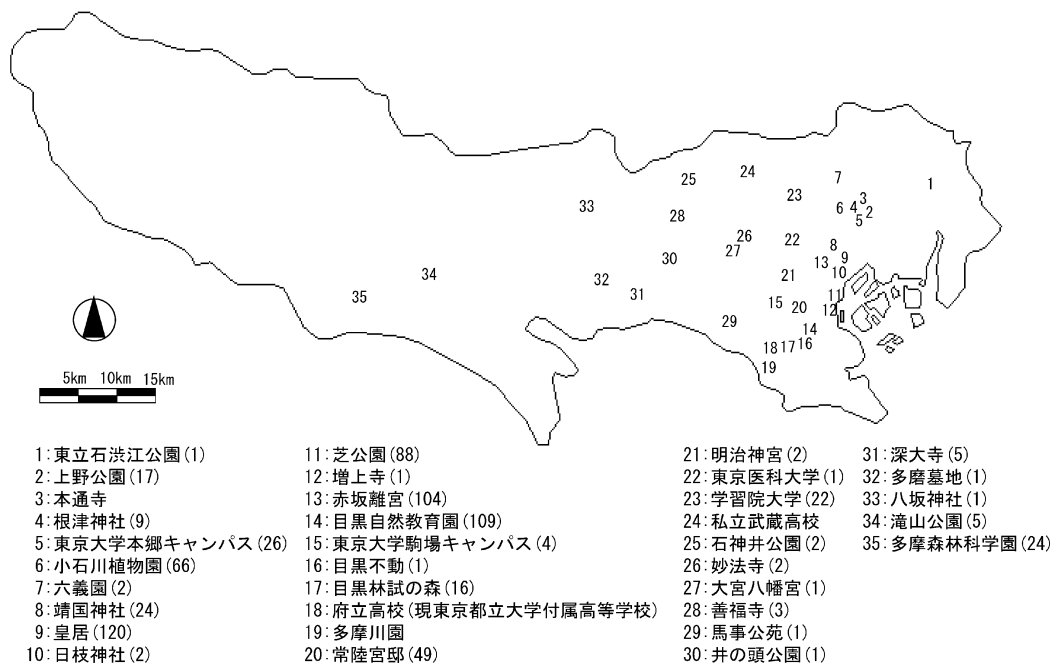 24
25
7
1
23
3
33
6 4
2
28
5
26
22
27
8
30
13 9
34
10
21
32
35
31
11
15
20
12
29
14
18 17 16
19
5km 10km 15km
1:東立石渋江公園(1)
2:上野公園(17)
3:本通寺
4:根津神社(9)
5:東京大学本郷キャンパス(26)
6:小石川植物園(66)
7:六義園(2)
8:靖国神社(24)
9:皇居(120)
10:日枝神社(2)
11:芝公園(88)
12:増上寺(1)
13:赤坂離宮(104)
14:目黒自然教育園(109)
15:東京大学駒場キャンパス(4)
16:目黒不動(1)
17:目黒林試の森(16)
18:府立高校(現東京都立大学付属高等学校)
19:多摩川園
20:常陸宮邸(49)
21:明治神宮(2)
22:東京医科大学(1)
23:学習院大学(22)
24:私立武蔵高校
25:石神井公園(2)
26:妙法寺(2)
27:大宮八幡宮(1)
28:善福寺(3)
29:馬事公苑(1)
30:井の頭公園(1)
31:深大寺(5)
32:多磨墓地(1)
33:八坂神社(1)
34:滝山公園(5)
35:多摩森林科学園(24)